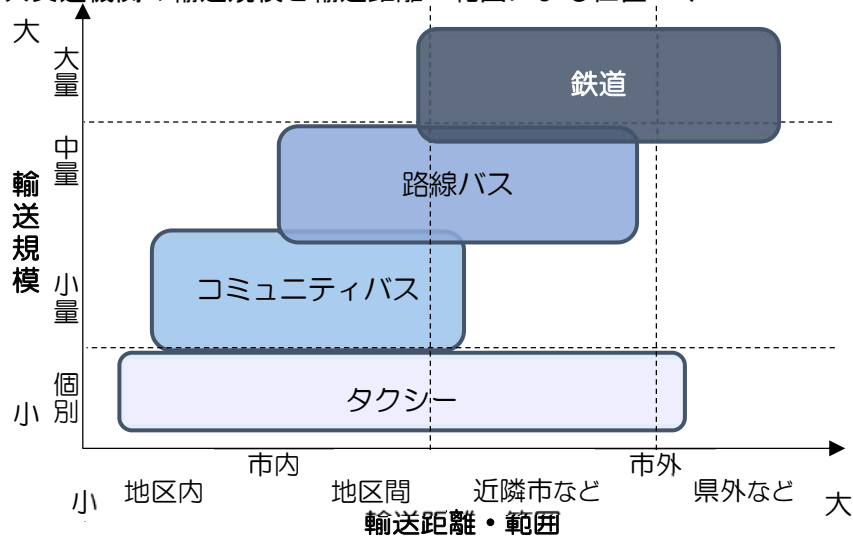 大
大量
鉄道
中量
路線バス
輸送規模
コミュニティバス
小量
個別
タクシー
小
市内
市外
地区内
地区間
近隣市など
県外など
小
大
輸送距離・範囲